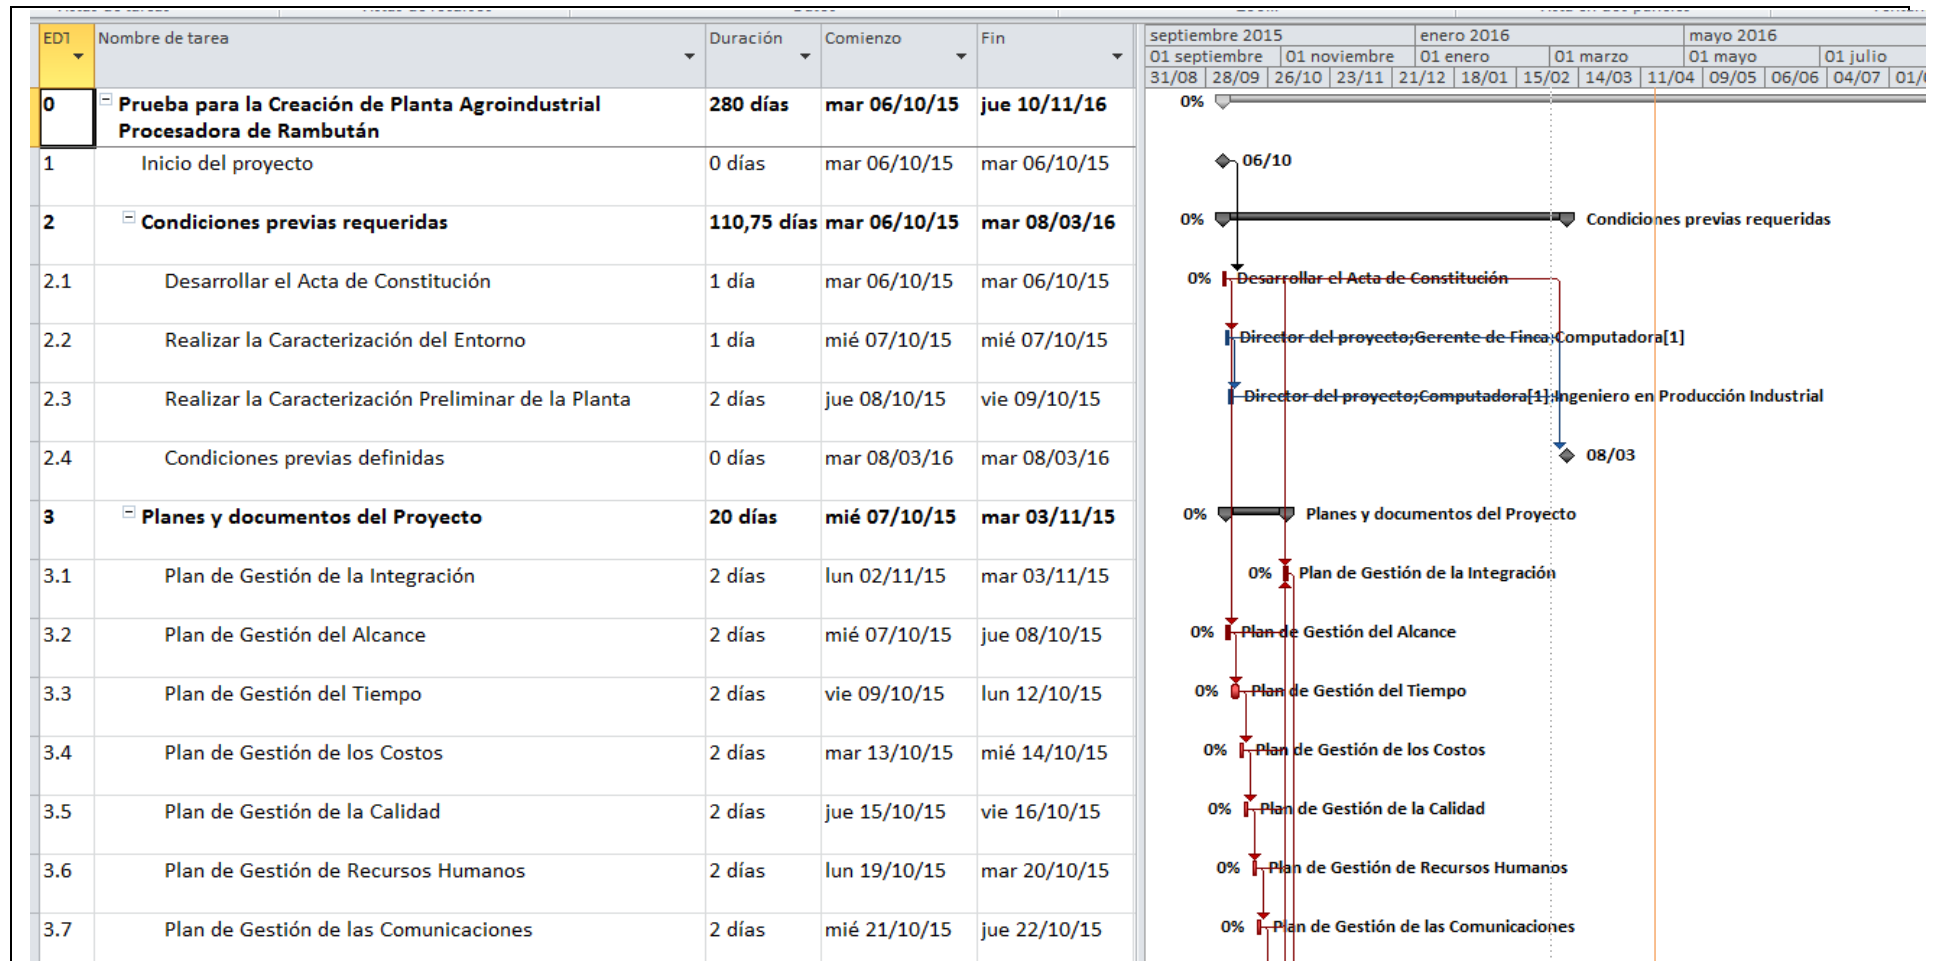 EDT Nombre de tarea Duración Comienzo Fin
septiembre 2015 enero 2016 mayo 2016
01 septiembre 01 noviembre 01 enero 01 marzo 01 mayo 01 julio
31/08 28/09 26/10 23/11 21/12 18/01 15/02 14/03 11/04 09/05 06/06 04/07
0 Prueba para la Creación de Planta Agroindustrial 280 días mar 06/10/15 jue 10/11/16 0%
Procesadora de Rambután
1 Inicio del proyecto 0 días mar 06/10/15 mar 06/10/15 06/10
2 Condiciones previas requeridas 110,75 días mar 06/10/15 mar 08/03/16 0% Condiciones previas requeridas
2.1 Desarrollar el Acta de Constitución 1 día mar 06/10/15 mar 06/10/15 0% Desarrollar el Acta de Constitución
2.2 Realizar la Caracterización del Entorno 1 día mié 07/10/15 mié 07/10/15 Director del proyecto;Gerente de Finca;Computadora[1]
2.3 Realizar la Caracterización Preliminar de la Planta 2 días jue 08/10/15 vie 09/10/15 Director del proyecto;Computadora[1];Ingeniero en Producción Industrial
2.4 Condiciones previas definidas 0 días mar 08/03/16 mar 08/03/16 08/03
3 Planes y documentos del Proyecto 20 días mié 07/10/15 mar 03/11/15 0% Planes y documentos del Proyecto
3.1 Plan de Gestión de la Integración 2 días lun 02/11/15 mar 03/11/15 0% Plan de Gestión de la Integración
3.2 Plan de Gestión del Alcance 2 días mié 07/10/15 jue 08/10/15 0% Plan de Gestión del Alcance
3.3 Plan de Gestión del Tiempo 2 días vie 09/10/15 lun 12/10/15 0% Plan de Gestión del Tiempo
3.4 Plan de Gestión de los Costos 2 días mar 13/10/15 mié 14/10/15 0% Plan de Gestión de los Costos
3.5 Plan de Gestión de la Calidad 2 días jue 15/10/15 vie 16/10/15 0% Plan de Gestión de la Calidad
3.6 Plan de Gestión de Recursos Humanos 2 días lun 19/10/15 mar 20/10/15 0% Plan de Gestión de Recursos Humanos
3.7 Plan de Gestión de las Comunicaciones 2 días mié 21/10/15 jue 22/10/15 0% Plan de Gestión de las Comunicaciones